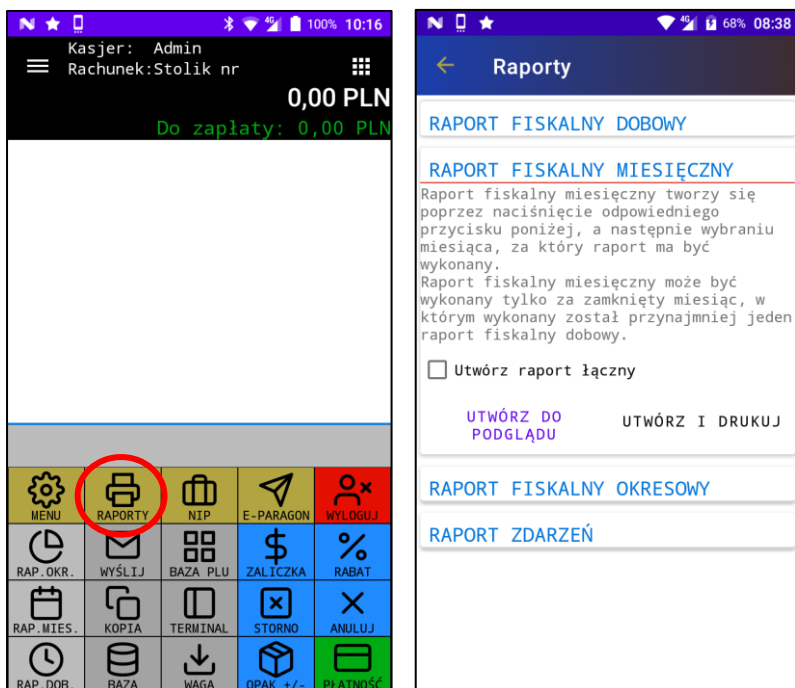 100% 10:16
Kasjer: Admin
Rachunek:Stolik nr
0,00 PLN
Do zapłaty: 0,00 PLN
MENU RAPORTY NIP E-PARAGON WYLOGUJ
RAP.OKR. WYŚLIJ BAZA PLU ZALICZKA RABAT
RAP.MIES. KOPIA TERMINAL STORNO ANULUJ
RAP.DOB. BAZA WAGA OPAK +/- PŁATNOŚĆ
4G 68% 08:38
Raporty
RAPORT FISKALNY DOBOWY
RAPORT FISKALNY MIESIĘCZNY
Raport fiskalny miesięczny tworzy się
poprzez naciśnięcie odpowiedniego
przycisku poniżej, a następnie wybraniu
miesiąca, za który raport ma być
wykonany.
Raport fiskalny miesięczny może być
wykonany tylko za zamknięty miesiąc, w
którym wykonany został przynajmniej jeden
raport fiskalny dobowy.
Utwórz raport łączny
UTWÓRZ DO
PODGLĄDU
UTWÓRZ I DRUKUJ
RAPORT FISKALNY OKRESOWY
RAPORT ZDARZEŃ